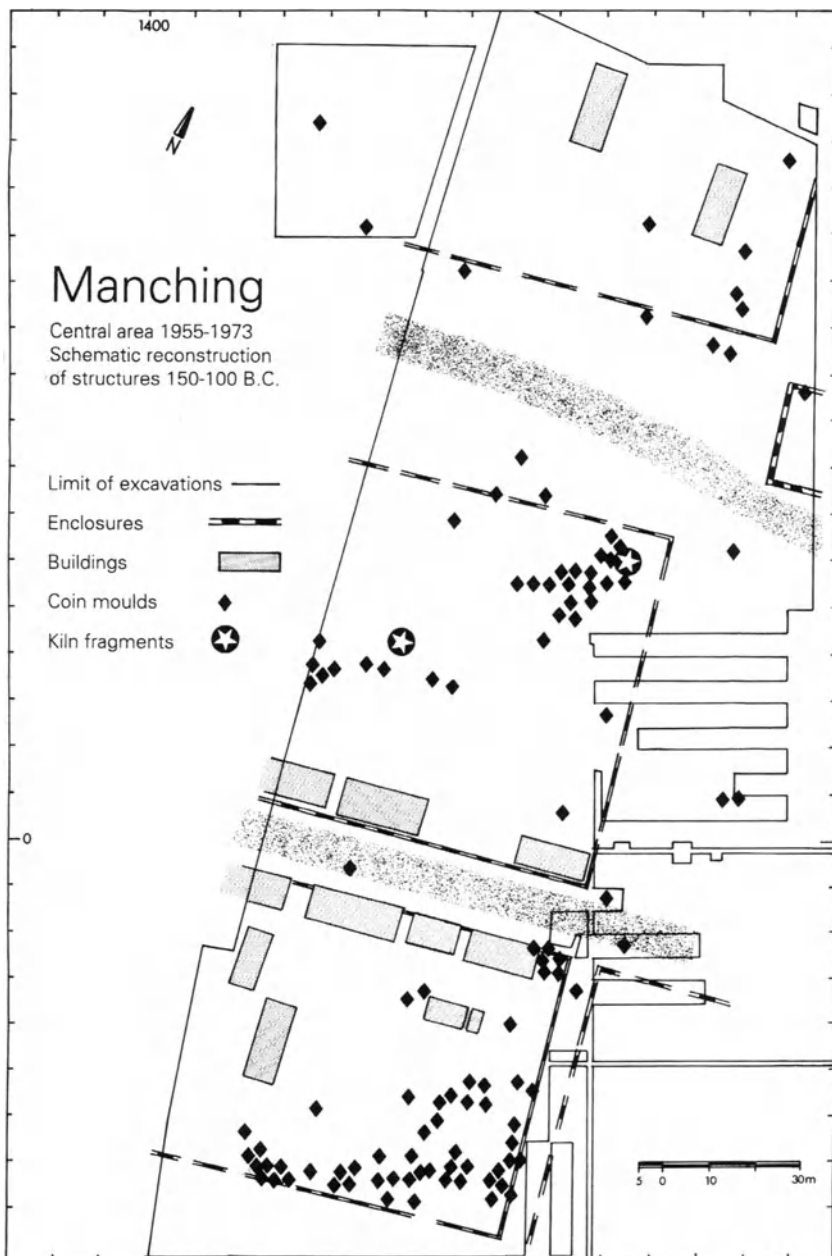 1400
N
Manching
Central area 1955-1973
Schematic reconstruction
of structures 150-100 B.C.
Limit of excavations
Enclosures
Buildings
Coin moulds
Kiln fragments
0
5 0 10 20 30m